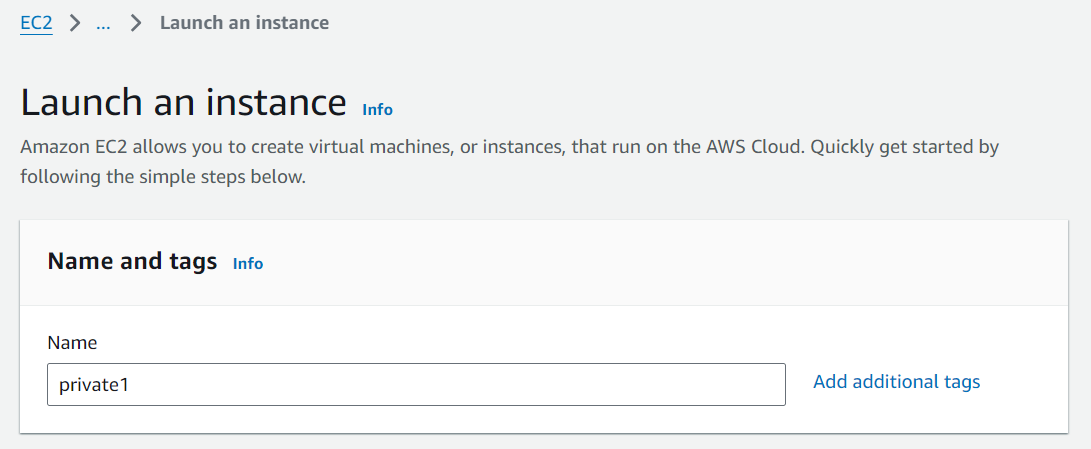 EC2 > ... > Launch an instance
Launch an instance Info
Amazon EC2 allows you to create virtual machines, or instances, that run on the AWS Cloud. Quickly get started by
following the simple steps below.
Name and tags Info
Name
private1 Add additional tags